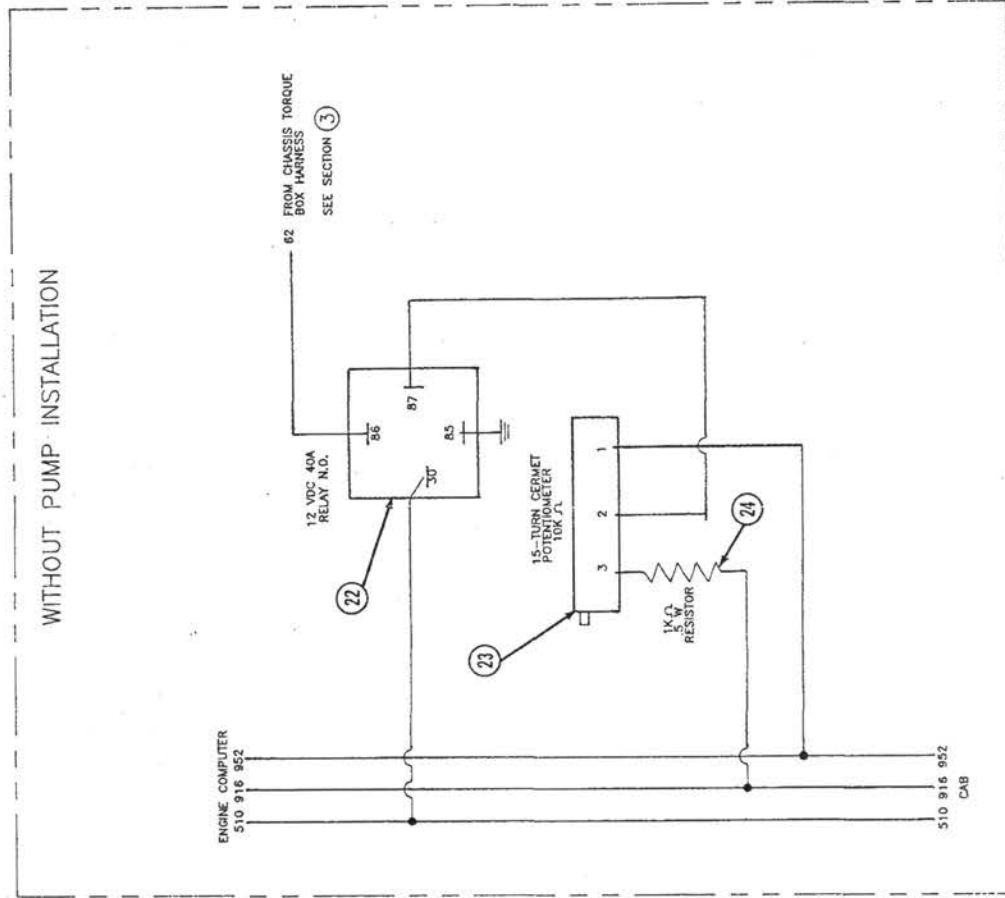 WITHOUT PUMP INSTALLATION
62 FROM CHASSIS TORQUE
BOX HARNESS
SEE SECTION 3
12 VDC 40A
RELAY N.O.
86
87
30
85
22
15-TURN CERMET
POTENTIOMETER
10K Ω
3 2 1
23
1K Ω
.5 W
RESISTOR
24
ENGINE COMPUTER
510 916 952
510 916 952
CAB